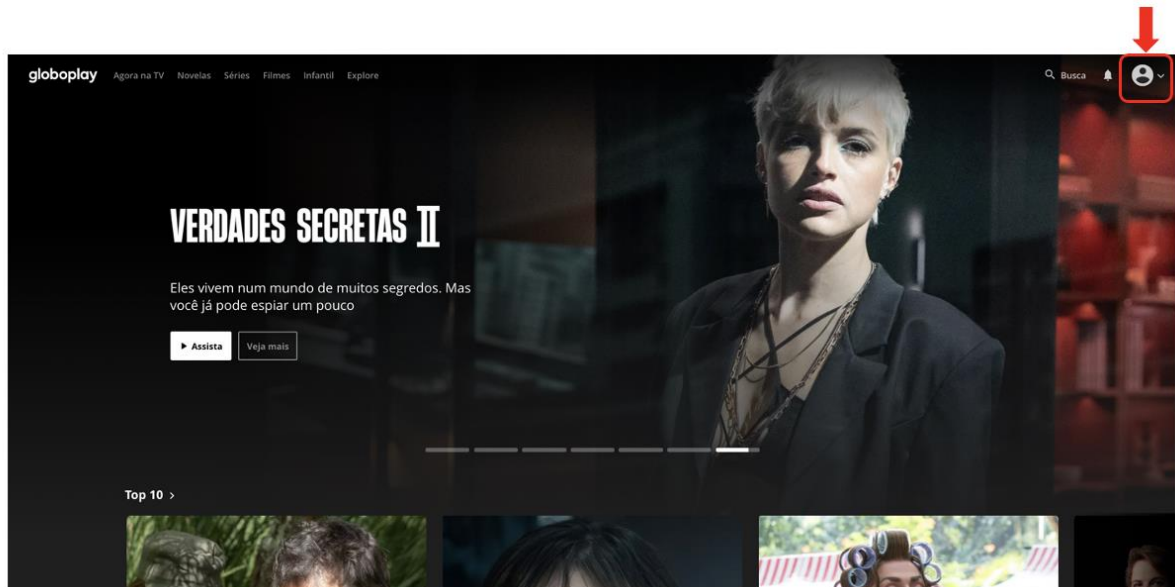 globoplay Agora na TV Novelas Séries Filmes Infantil Explore Busca
VERDADES SECRETAS II
Eles vivem num mundo de muitos segredos. Mas
você já pode espiar um pouco
Assista Veja mais
Top 10